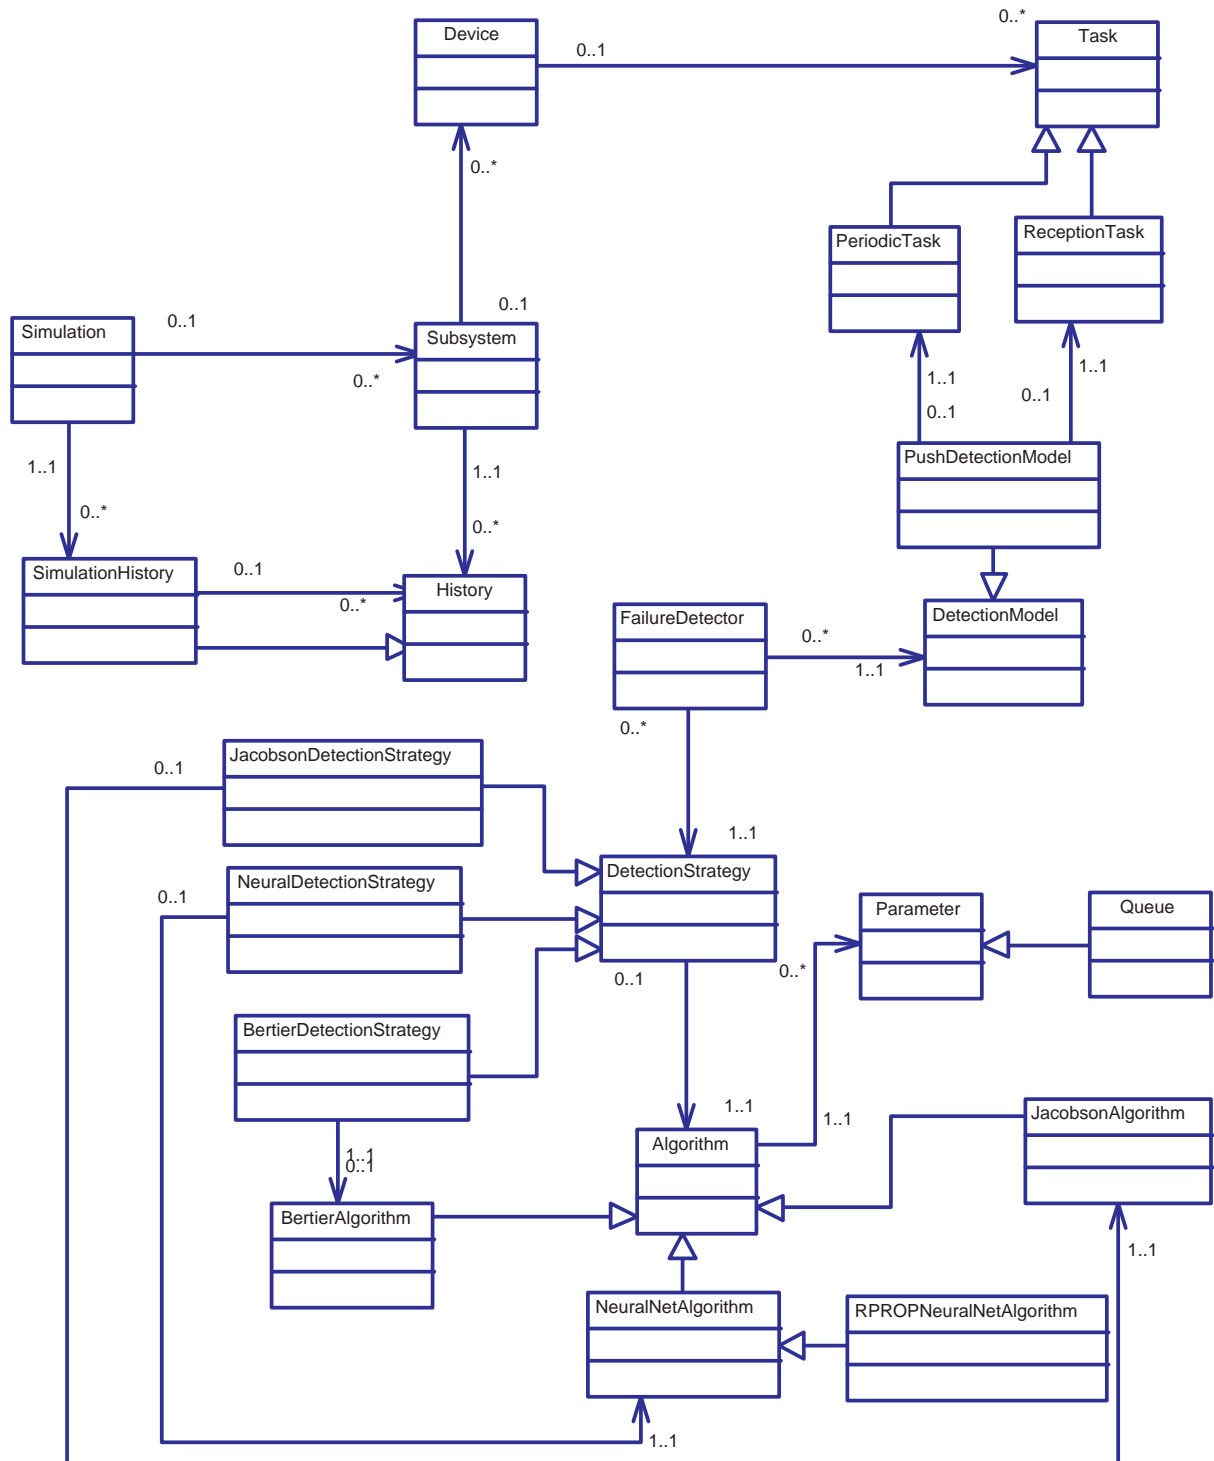 0..*
Device
Task
0..1
0..*
PeriodicTask
ReceptionTask
0..1
0..1
Simulation
Subsystem
0..*
1..1
1..1
0..1
0..1
1..1
1..1
PushDetectionModel
0..*
0..*
SimulationHistory
0..1
History
0..*
FailureDetector
DetectionModel
0..*
1..1
0..*
JacobsonDetectionStrategy
0..1
1..1
NeuralDetectionStrategy
DetectionStrategy
0..1
Parameter
Queue
0..1
0..*
BertierDetectionStrategy
1..1
1..1
JacobsonAlgorithm
Algorithm
1..1
0..1
BertierAlgorithm
1..1
NeuralNetAlgorithm
RPROPNeuralNetAlgorithm
1..1